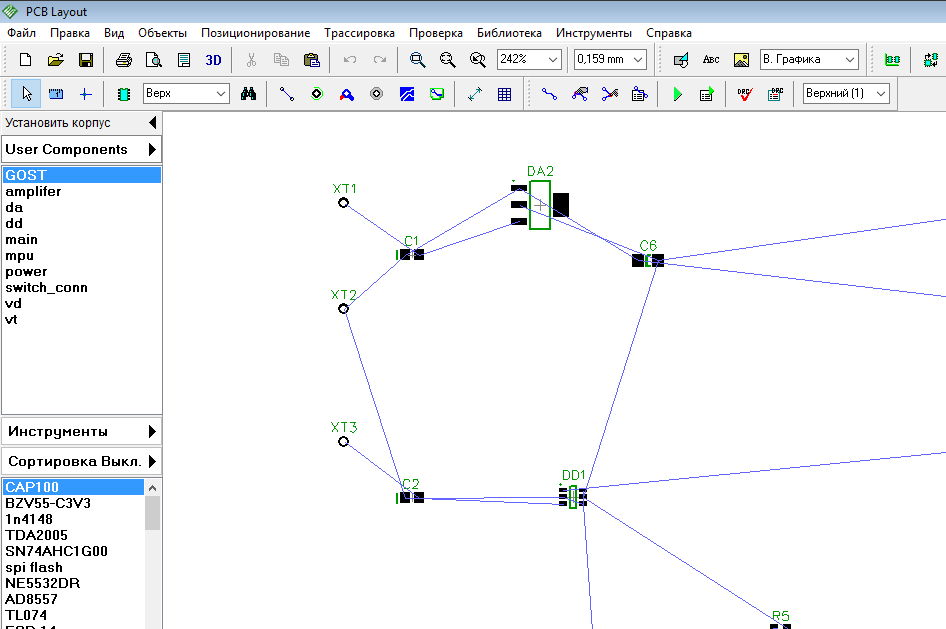 PCB Layout
Файл Правка Вид Объекты Позиционирование Трассировка Проверка Библиотека Инструменты Справка
3D 242% 0,159 mm Abc В. Графика
Верх DRC DRC Верхний (1)
Установить корпус
User Components
GOST
amplifer
da
dd
main
mpu
power
switch_conn
vd
vt
Инструменты
Сортировка Выкл.
CAP100
BZV55-C3V3
1n4148
TDA2005
SN74AHC1G00
spi flash
NE5532DR
AD8557
TL074
DA2
XT1
C1
C6
XT2
XT3
DD1
C2
R5